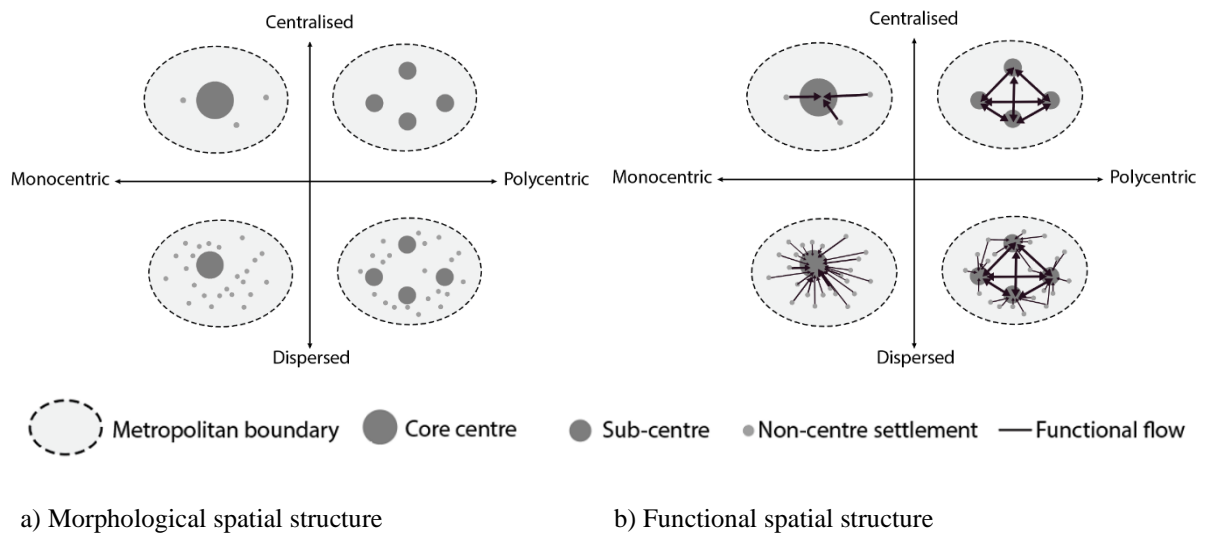 Centralised
Monocentric
Polycentric
Dispersed
Centralised
Monocentric
Polycentric
Dispersed
Metropolitan boundary
Core centre
Sub-centre
Non-centre settlement
Functional flow
a) Morphological spatial structure
b) Functional spatial structure